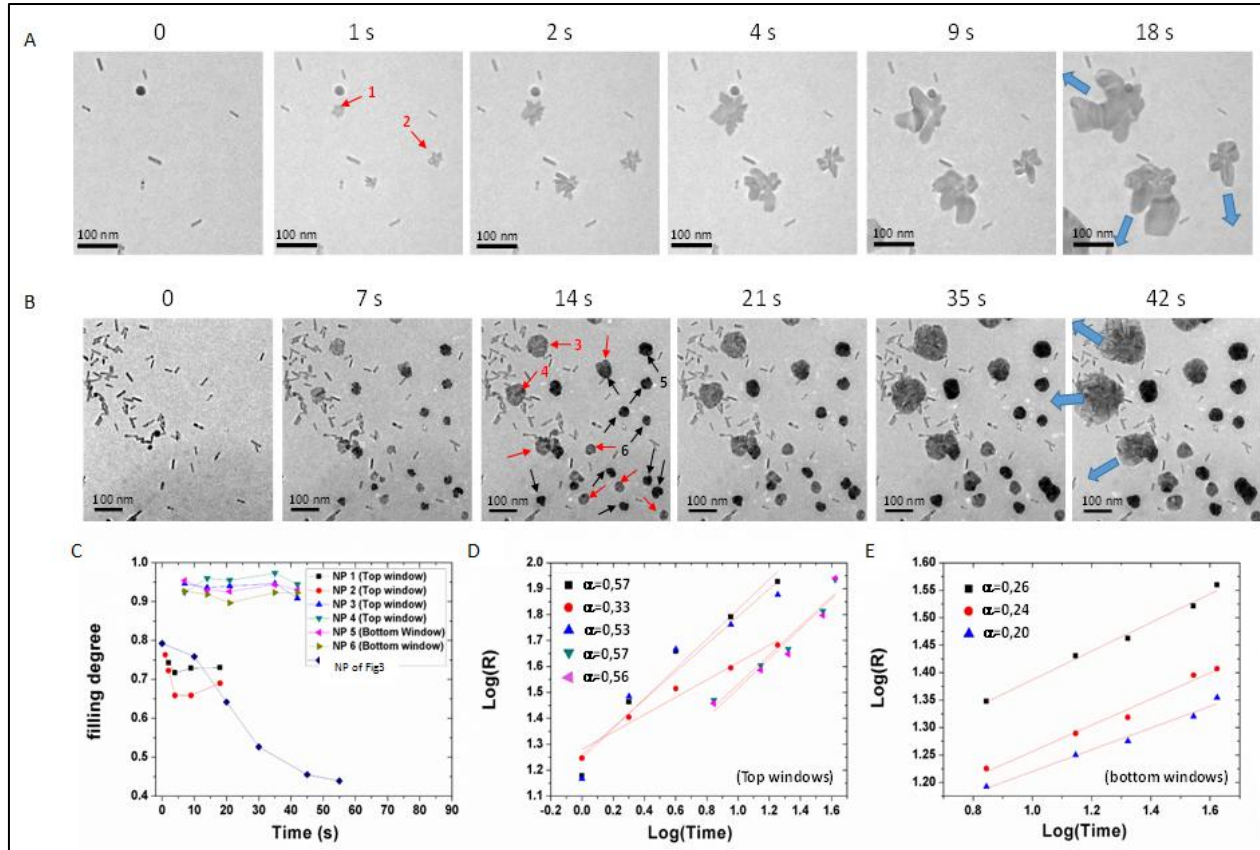 A
0 1 s 2 s 4 s 9 s 18 s
1
2
100 nm 100 nm 100 nm 100 nm 100 nm 100 nm
B
0 7 s 14 s 21 s 35 s 42 s
3
4
5
6
100 nm 100 nm 100 nm 100 nm 100 nm 100 nm
C
filling degree
1.0
0.9
0.8
0.7
0.6
0.5
0.4
0 10 20 30 40 50 60 70 80 90
Time (s)
NP 1 (Top window)
NP 2 (Top window)
NP 3 (Top window)
NP 4 (Top window)
NP 5 (Bottom Window)
NP 6 (Bottom window)
NP of Fig3
D
Log(R)
2.0
1.9
1.8
1.7
1.6
1.5
1.4
1.3
1.2
1.1
0.0 0.2 0.4 0.6 0.8 1.0 1.2 1.4 1.6
Log(Time)
α=0,57
α=0,33
α=0,53
α=0,57
α=0,56
(Top windows)
E
Log(R)
1.60
1.55
1.50
1.45
1.40
1.35
1.30
1.25
1.20
0.8 1.0 1.2 1.4 1.6
Log(Time)
α=0,26
α=0,24
α=0,20
(bottom windows)